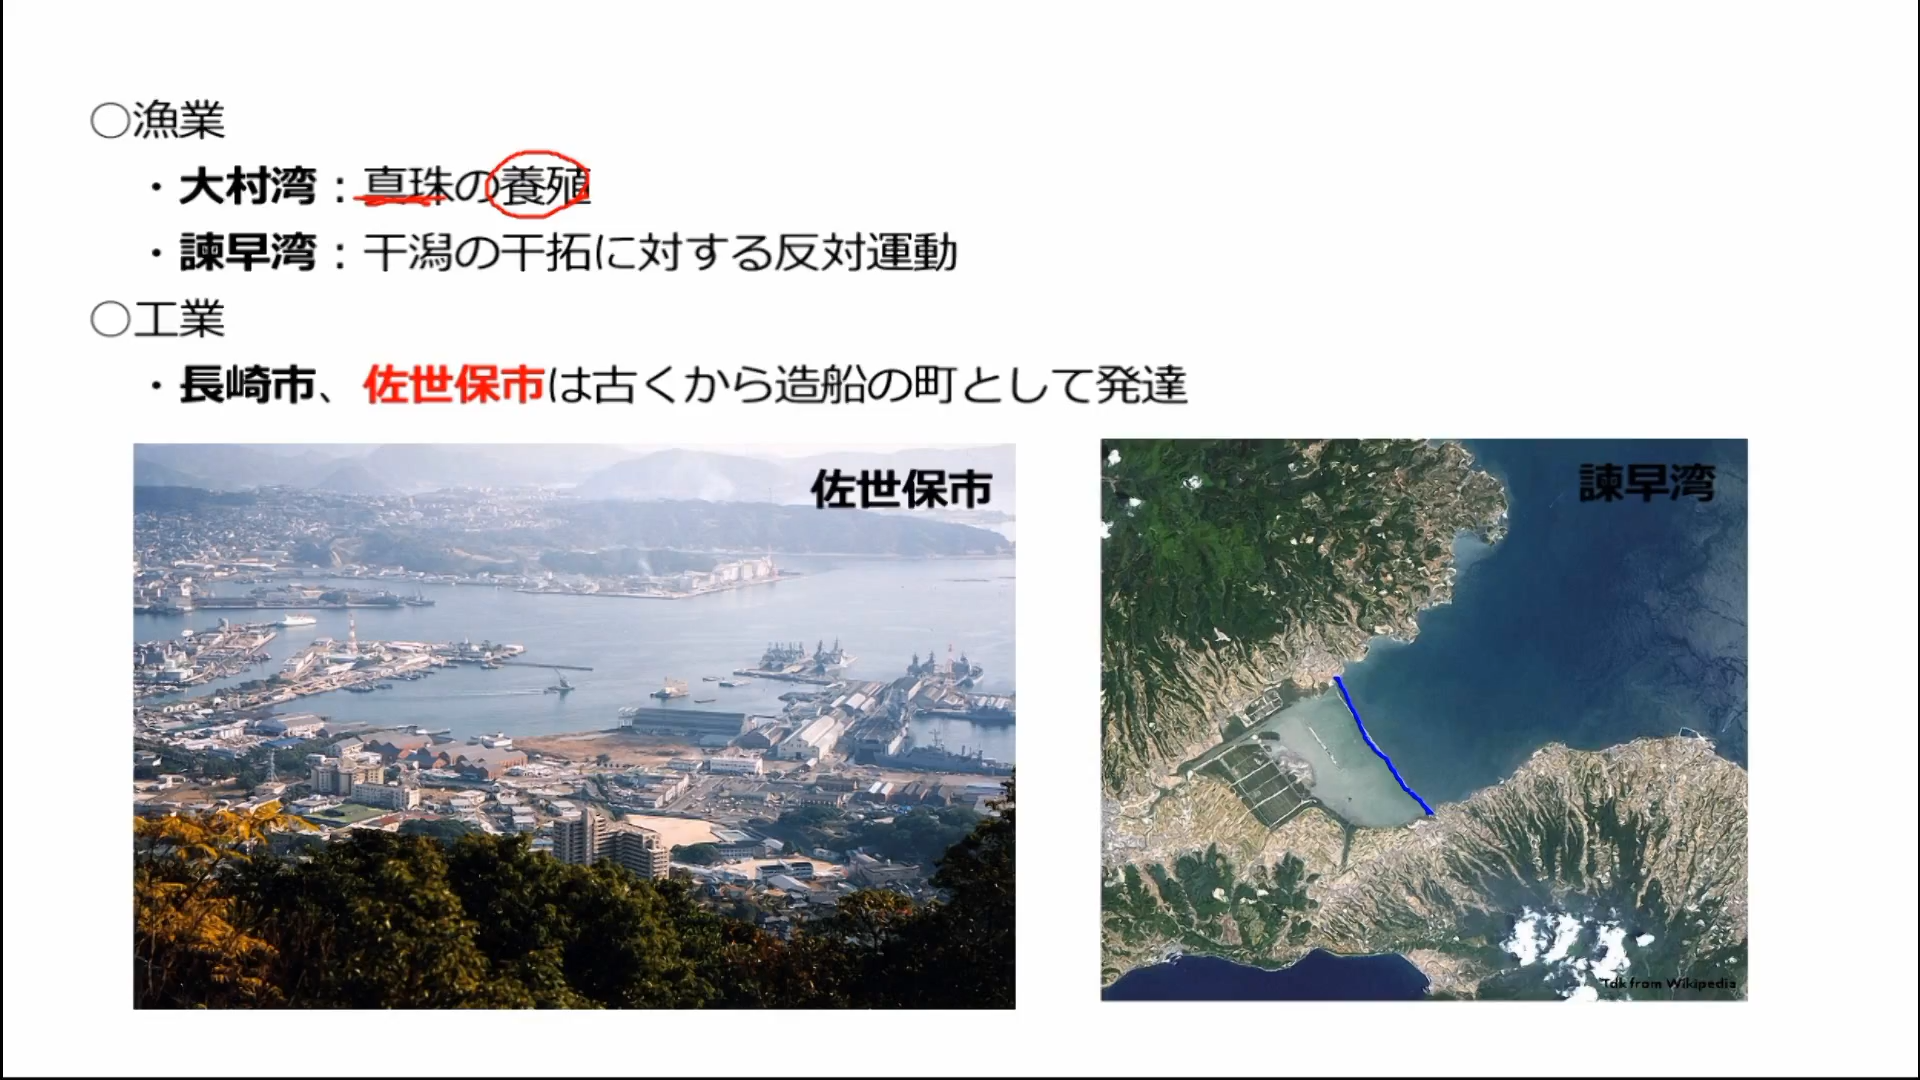 ○漁業
・大村湾：真珠の養殖
・諫早湾：干潟の干拓に対する反対運動
○工業
・長崎市、佐世保市は古くから造船の町として発達
佐世保市
諫早湾
Tdk from Wikipedia